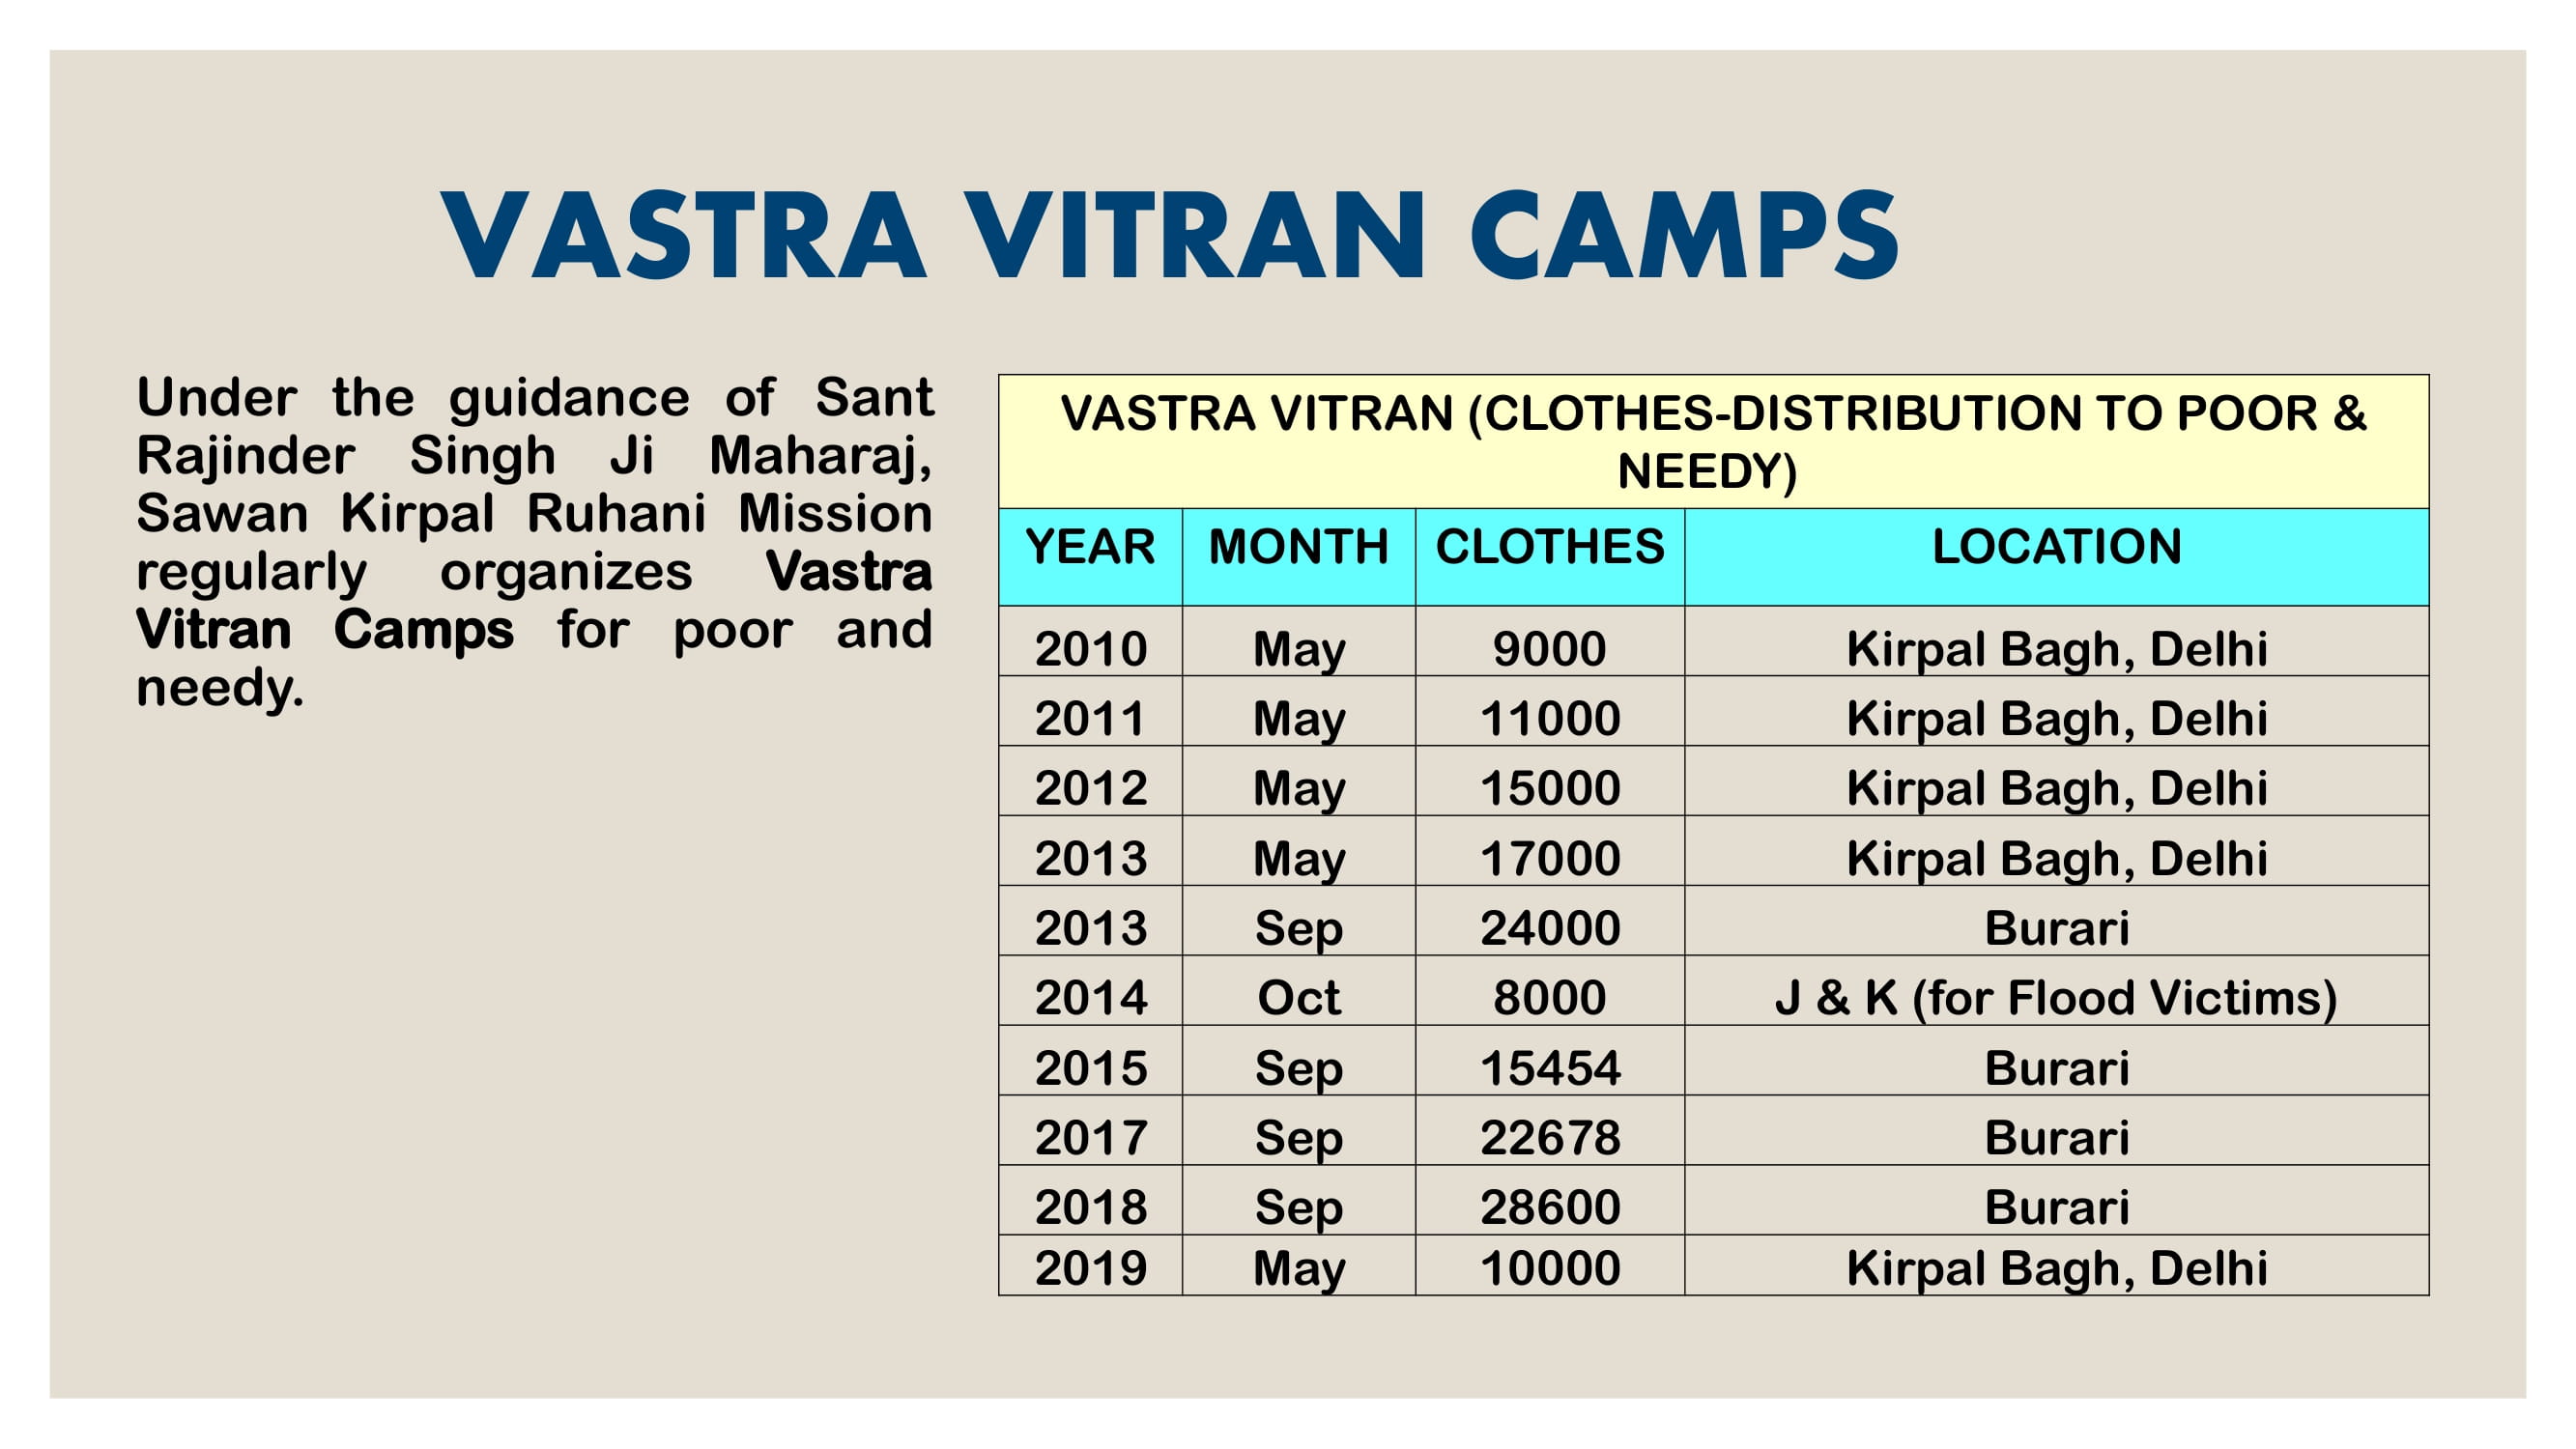 VASTRA VITRAN CAMPS
Under the guidance of Sant
Rajinder Singh Ji Maharaj,
Sawan Kirpal Ruhani Mission
regularly organizes Vastra
Vitran Camps for poor and
needy.
VASTRA VITRAN (CLOTHES-DISTRIBUTION TO POOR &
NEEDY)
YEAR MONTH CLOTHES LOCATION
2010 May 9000 Kirpal Bagh, Delhi
2011 May 11000 Kirpal Bagh, Delhi
2012 May 15000 Kirpal Bagh, Delhi
2013 May 17000 Kirpal Bagh, Delhi
2013 Sep 24000 Burari
2014 Oct 8000 J & K (for Flood Victims)
2015 Sep 15454 Burari
2017 Sep 22678 Burari
2018 Sep 28600 Burari
2019 May 10000 Kirpal Bagh, Delhi